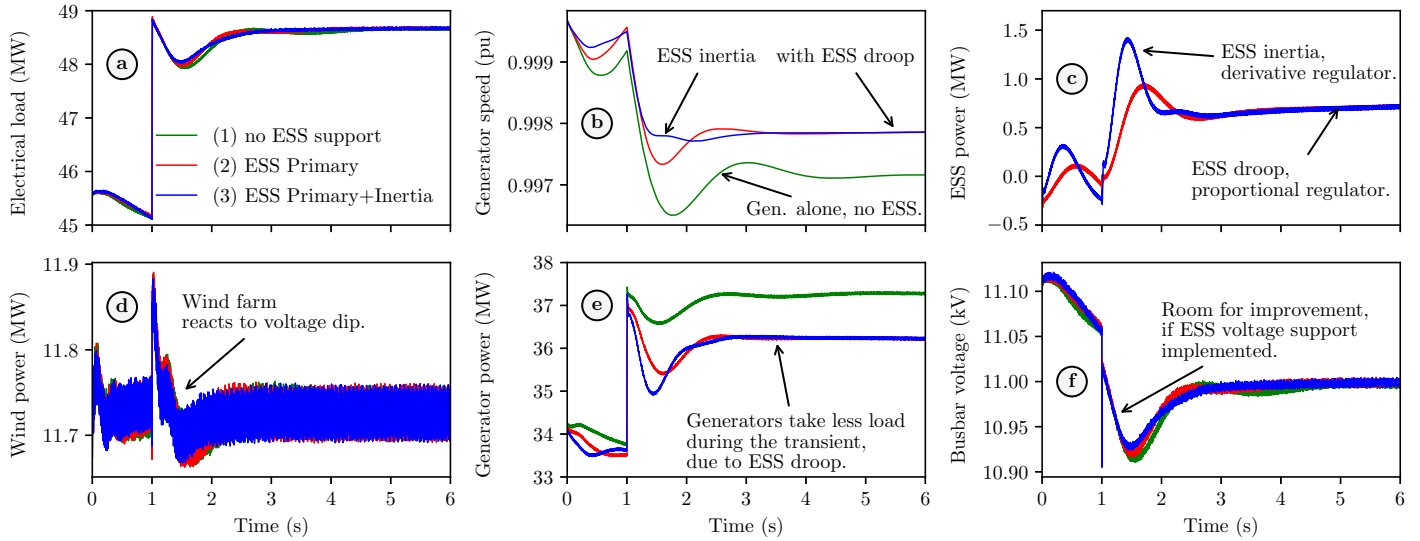 Electrical load (MW)
49
48
47
46
45
a
(1) no ESS support
(2) ESS Primary
(3) ESS Primary+Inertia
Generator speed (pu)
0.999
0.998
0.997
b
ESS inertia
with ESS droop
Gen. alone, no ESS.
ESS power (MW)
1.5
1.0
0.5
0.0
−0.5
c
ESS inertia,
derivative regulator.
ESS droop,
proportional regulator.
Wind power (MW)
11.9
11.8
11.7
d
Wind farm
reacts to voltage dip.
0 1 2 3 4 5 6
Time (s)
Generator power (MW)
38
37
36
35
34
33
e
Generators take less load
during the transient,
due to ESS droop.
0 1 2 3 4 5 6
Time (s)
Busbar voltage (kV)
11.10
11.05
11.00
10.95
10.90
f
Room for improvement,
if ESS voltage support
implemented.
0 1 2 3 4 5 6
Time (s)